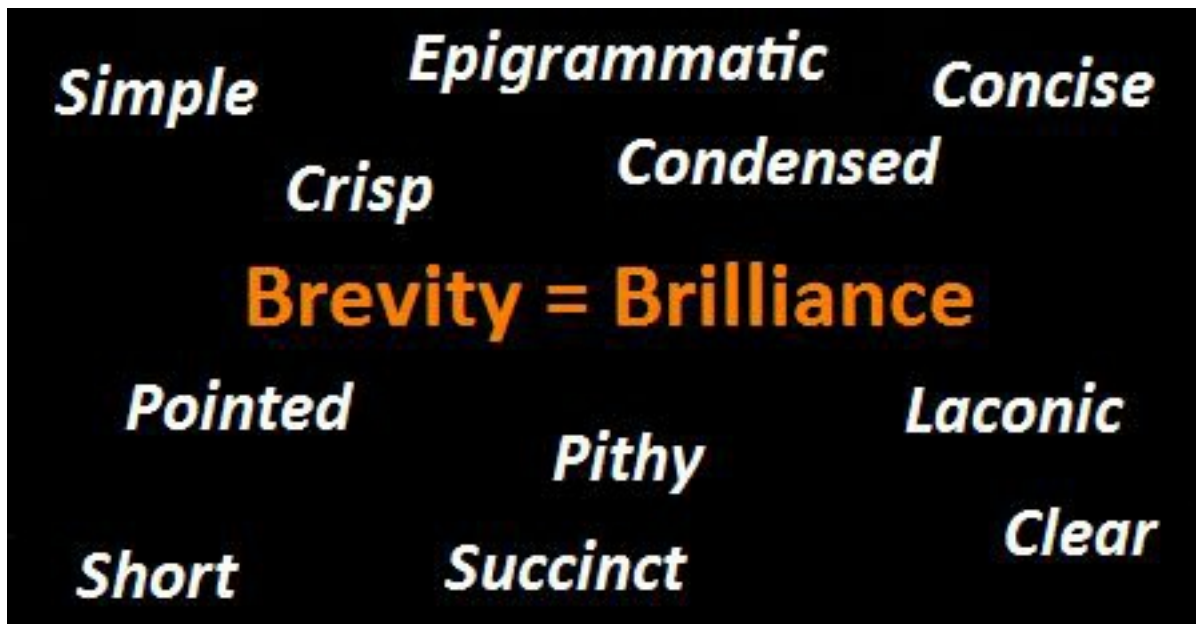 Simple
Epigrammatic
Concise
Crisp
Condensed
Brevity = Brilliance
Pointed
Laconic
Pithy
Clear
Short
Succinct